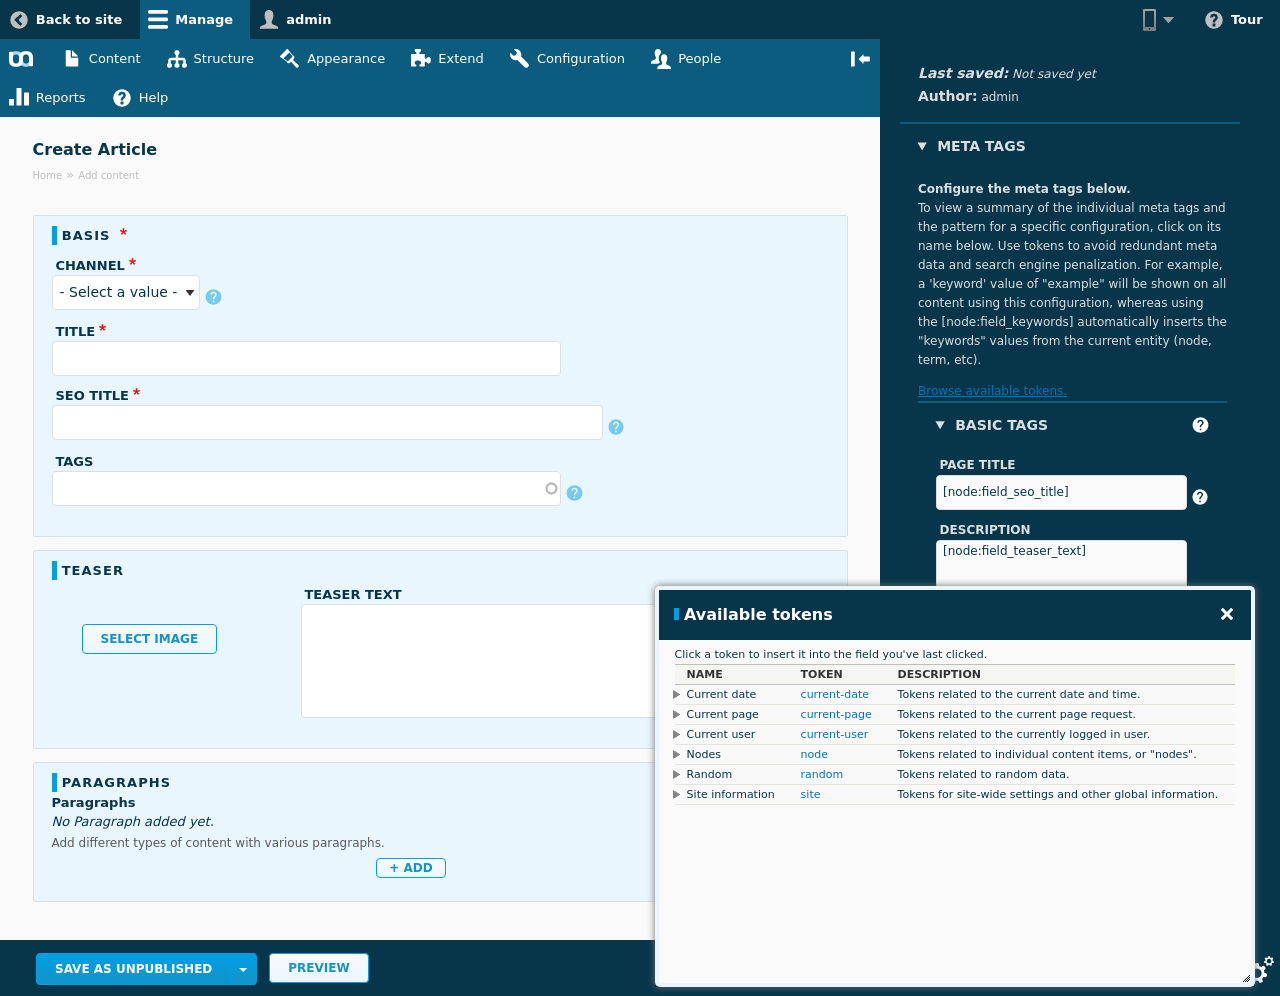 Back to site
Manage
admin
Tour
Content
Structure
Appearance
Extend
Configuration
People
Reports
Help
Create Article
Home » Add content
BASIS *
CHANNEL *
- Select a value -
?
TITLE *
SEO TITLE *
?
TAGS
?
TEASER
SELECT IMAGE
TEASER TEXT
PARAGRAPHS
Paragraphs
No Paragraph added yet.
Add different types of content with various paragraphs.
+ ADD
SAVE AS UNPUBLISHED
PREVIEW
Last saved: Not saved yet
Author: admin
META TAGS
Configure the meta tags below.
To view a summary of the individual meta tags and
the pattern for a specific configuration, click on its
name below. Use tokens to avoid redundant meta
data and search engine penalization. For example,
a 'keyword' value of "example" will be shown on all
content using this configuration, whereas using
the [node:field_keywords] automatically inserts the
"keywords" values from the current entity (node,
term, etc).
Browse available tokens.
BASIC TAGS
?
PAGE TITLE
[node:field_seo_title]
?
DESCRIPTION
[node:field_teaser_text]
Available tokens
Click a token to insert it into the field you've last clicked.
NAME TOKEN DESCRIPTION
Current date current-date Tokens related to the current date and time.
Current page current-page Tokens related to the current page request.
Current user current-user Tokens related to the currently logged in user.
Nodes node Tokens related to individual content items, or "nodes".
Random random Tokens related to random data.
Site information site Tokens for site-wide settings and other global information.